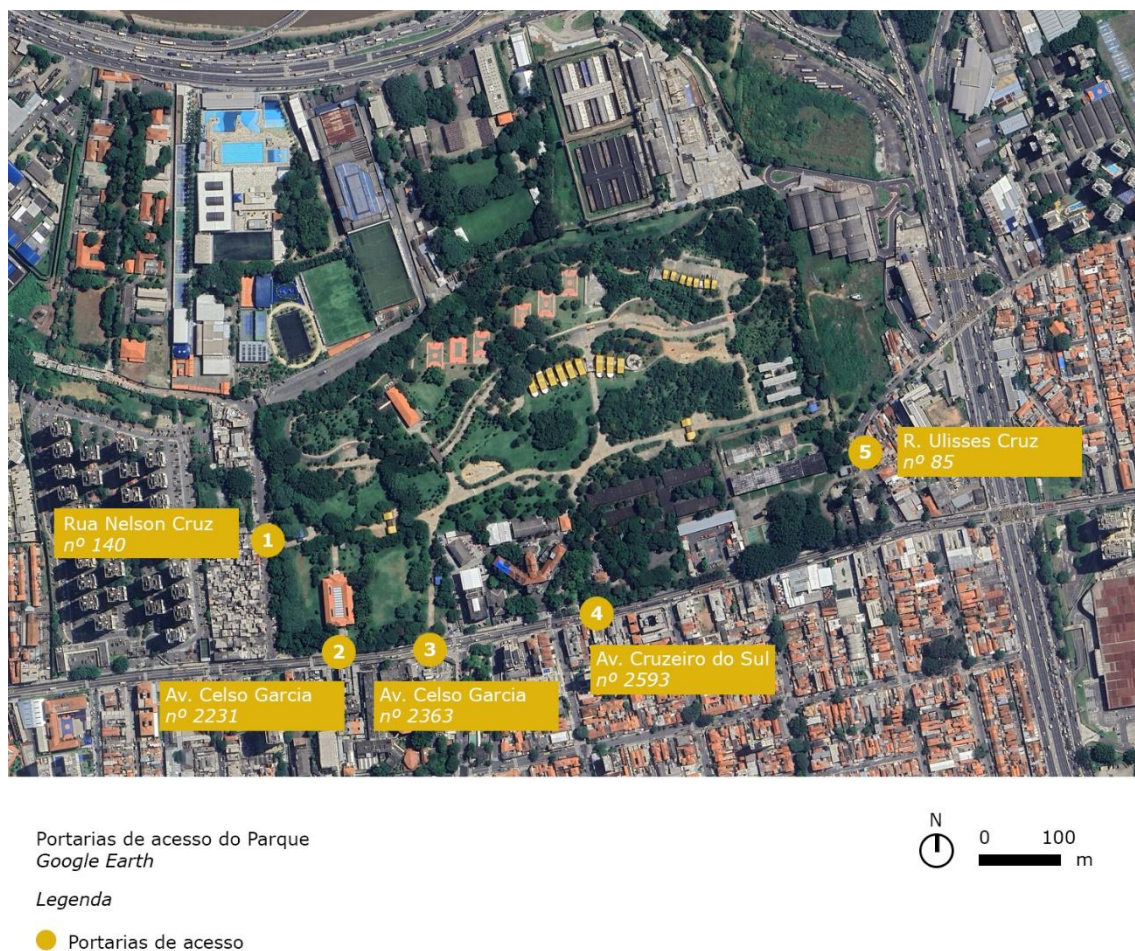 R. Ulisses Cruz
nº 85
5
Rua Nelson Cruz
nº 140
1
4
2
3
Av. Cruzeiro do Sul
nº 2593
Av. Celso Garcia
nº 2231
Av. Celso Garcia
nº 2363
Portarias de acesso do Parque
Google Earth
Legenda
Portarias de acesso
N
0 100
m